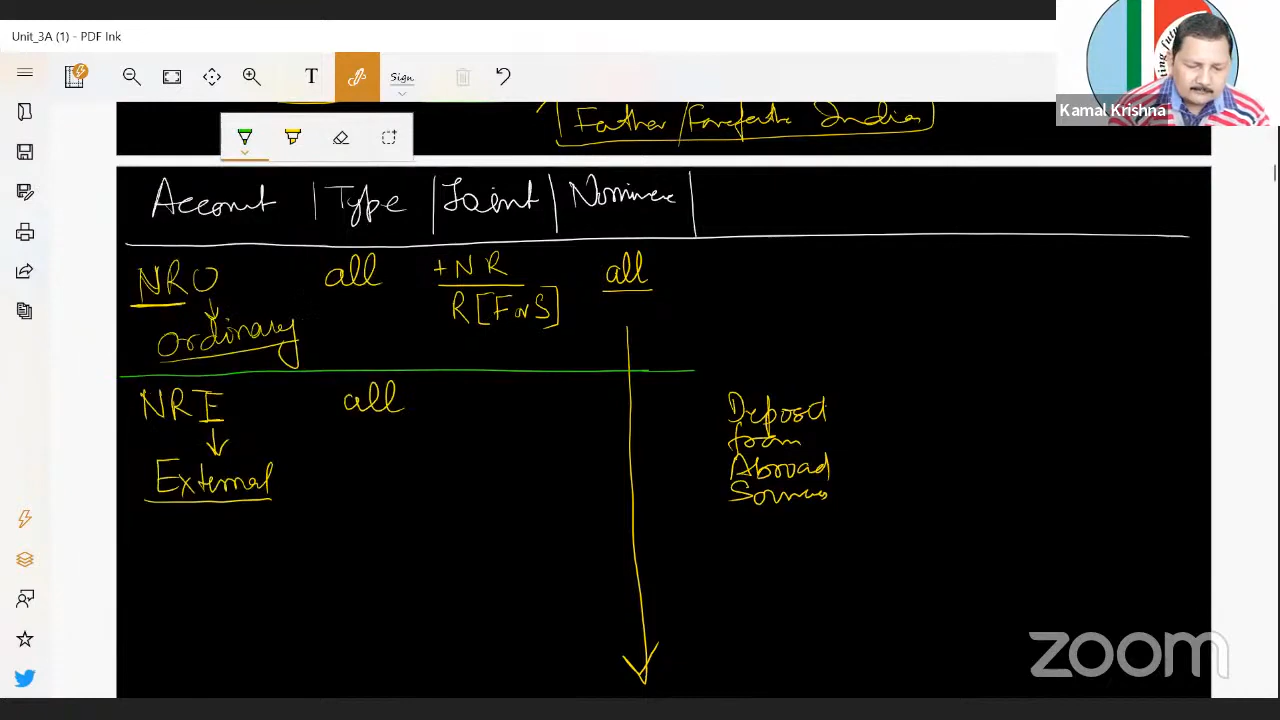 Unit_3A (1) - PDF Ink
T
Sign
Kamal Krishna
Father/Forefather India
Account | Type | Joint | Nominee
NRO all +NR all
R [F or S]
Ordinary
NRE all
Deposit
from
Abroad
External
Sources
zoom